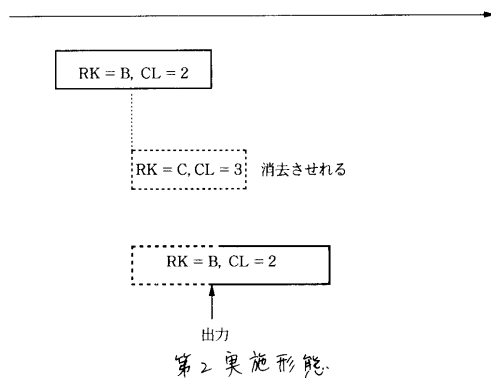 RK = B, CL = 2
RK = C, CL = 3 消去させれる
RK = B, CL = 2
出力
第2実施形態